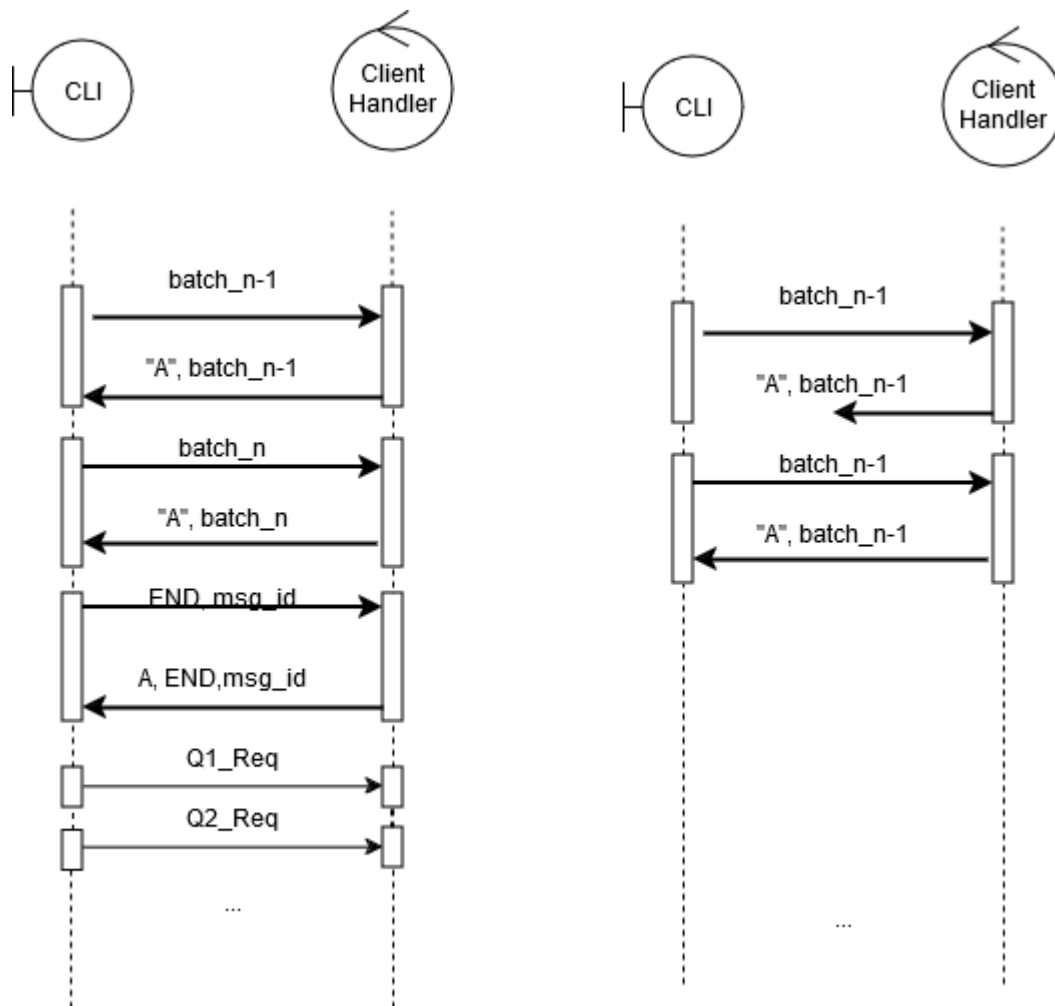 CLI
Client
Handler
batch_n-1
"A", batch_n-1
batch_n
"A", batch_n
END, msg_id
A, END,msg_id
Q1_Req
Q2_Req
...
CLI
Client
Handler
batch_n-1
"A", batch_n-1
batch_n-1
"A", batch_n-1
...